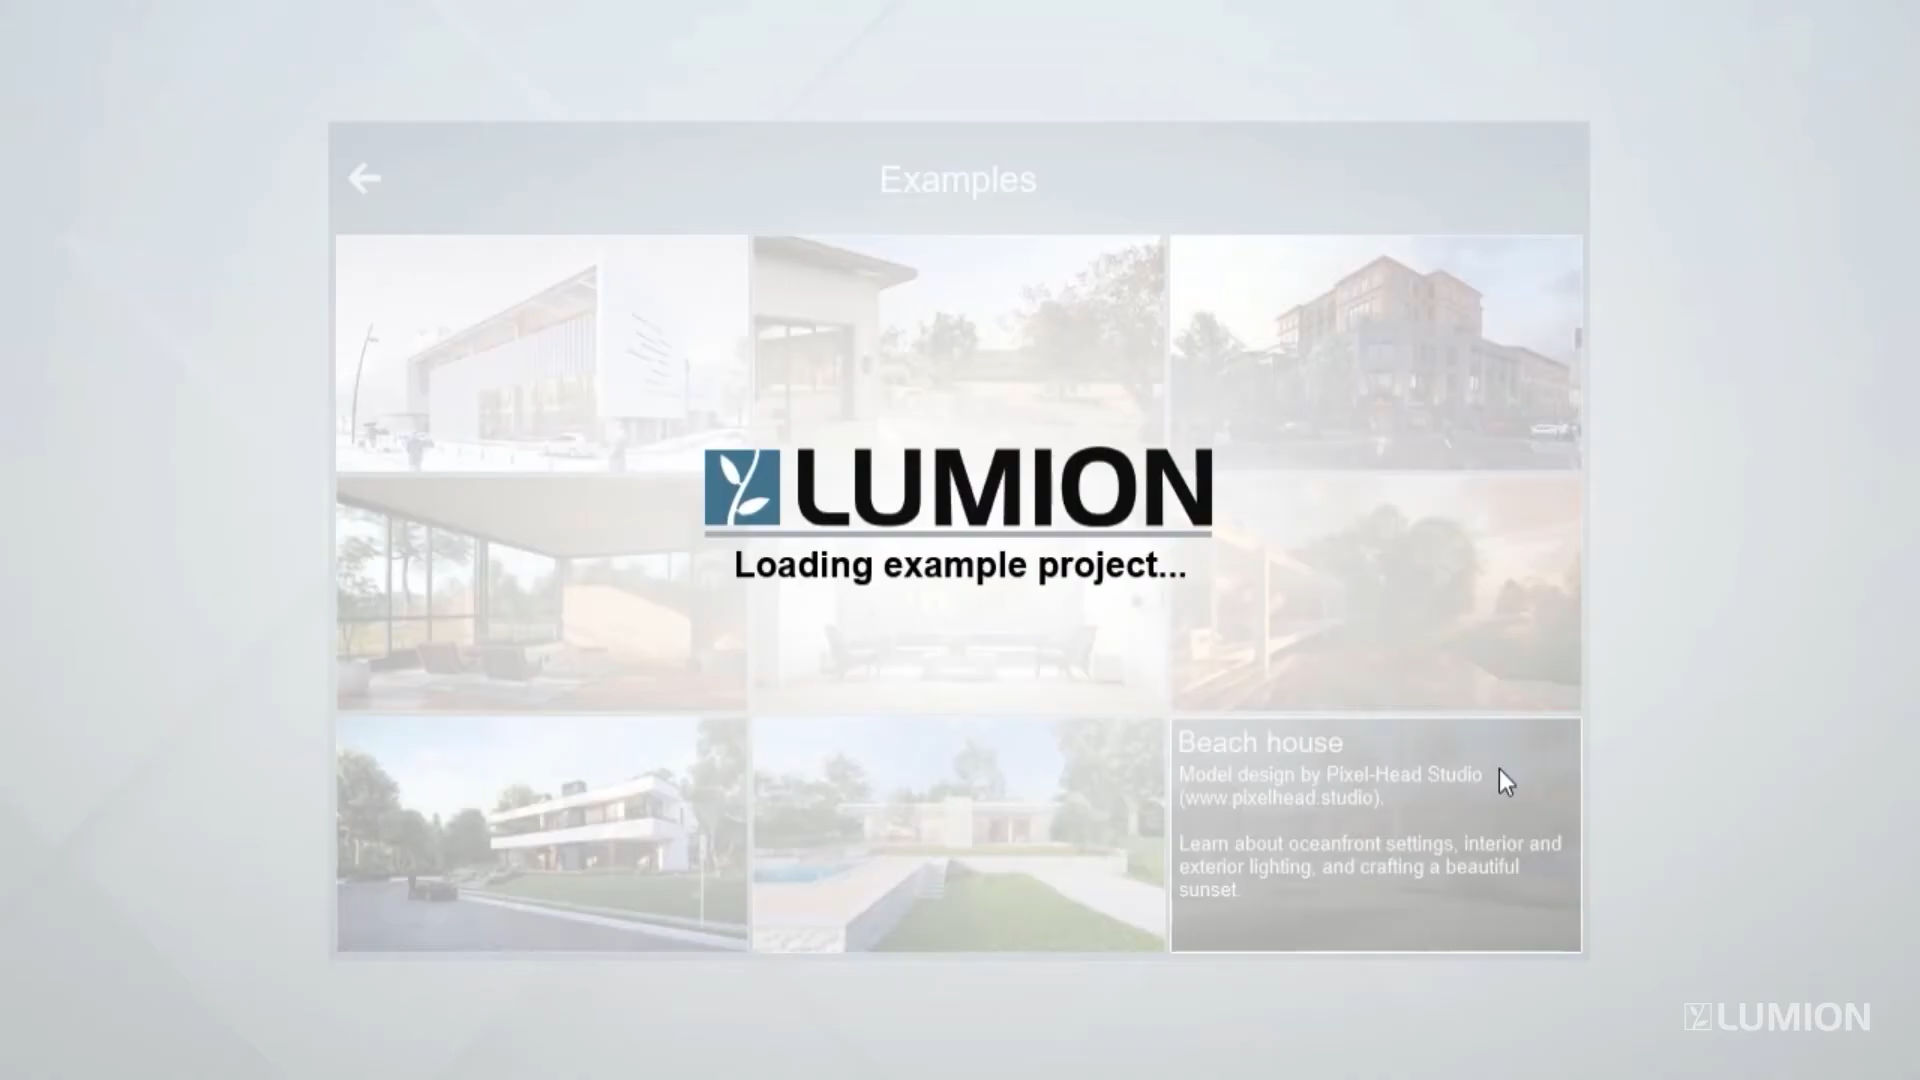 Examples
LUMION
Loading example project...
Beach house
Model design by Pixel-Head Studio
(www.pixelhead.studio).
Learn about oceanfront settings, interior and
exterior lighting, and crafting a beautiful
sunset.
LUMION